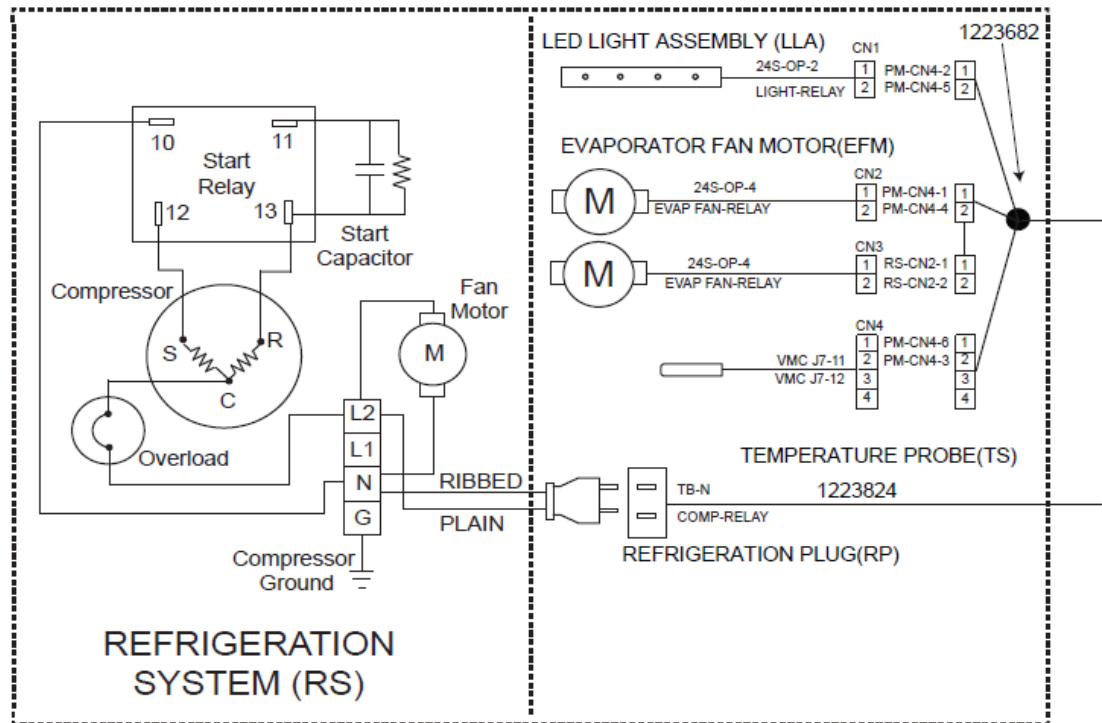 10
11
Start
Relay
12
13
Start
Capacitor
Compressor
Fan
Motor
S
R
C
M
Overload
L2
L1
N
G
RIBBED
PLAIN
Compressor
Ground
REFRIGERATION
SYSTEM (RS)
LED LIGHT ASSEMBLY (LLA)
1223682
CN1
24S-OP-2
1 PM-CN4-2 1
LIGHT-RELAY
2 PM-CN4-5 2
EVAPORATOR FAN MOTOR(EFM)
CN2
M
24S-OP-4
1 PM-CN4-1 1
EVAP FAN-RELAY
2 PM-CN4-4 2
CN3
M
24S-OP-4
1 RS-CN2-1 1
EVAP FAN-RELAY
2 RS-CN2-2 2
CN4
1 PM-CN4-6 1
VMC J7-11
2 PM-CN4-3 2
VMC J7-12
3 3
4 4
TEMPERATURE PROBE(TS)
TB-N
1223824
COMP-RELAY
REFRIGERATION PLUG(RP)